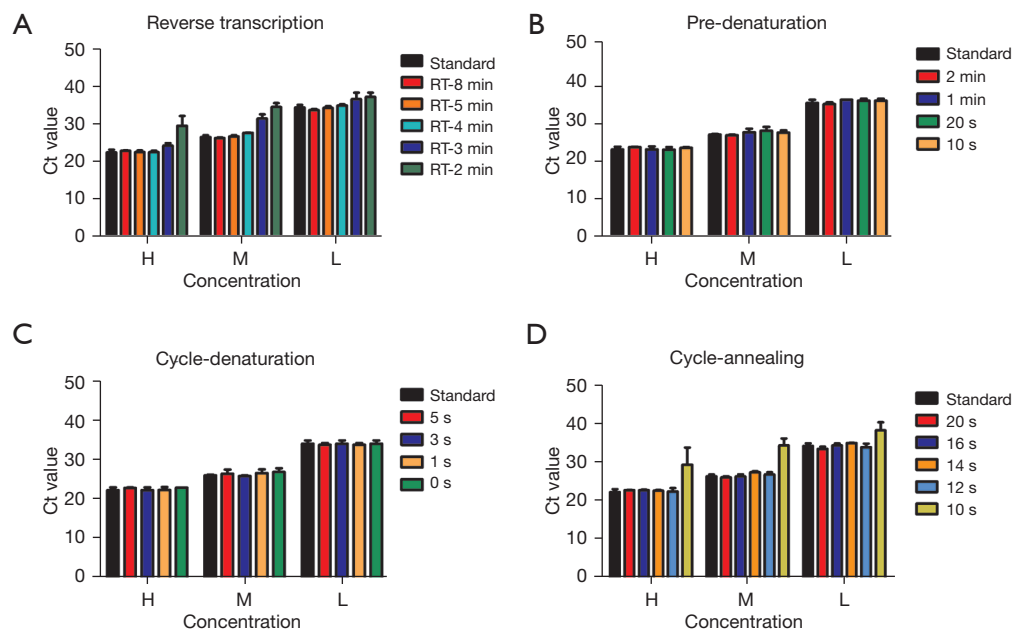 A
Reverse transcription
50
40
30
20
10
0
Ct value
H M L
Concentration
Standard
RT-8 min
RT-5 min
RT-4 min
RT-3 min
RT-2 min
B
Pre-denaturation
50
40
30
20
10
0
Ct value
H M L
Concentration
Standard
2 min
1 min
20 s
10 s
C
Cycle-denaturation
50
40
30
20
10
0
Ct value
H M L
Concentration
Standard
5 s
3 s
1 s
0 s
D
Cycle-annealing
50
40
30
20
10
0
Ct value
H M L
Concentration
Standard
20 s
16 s
14 s
12 s
10 s